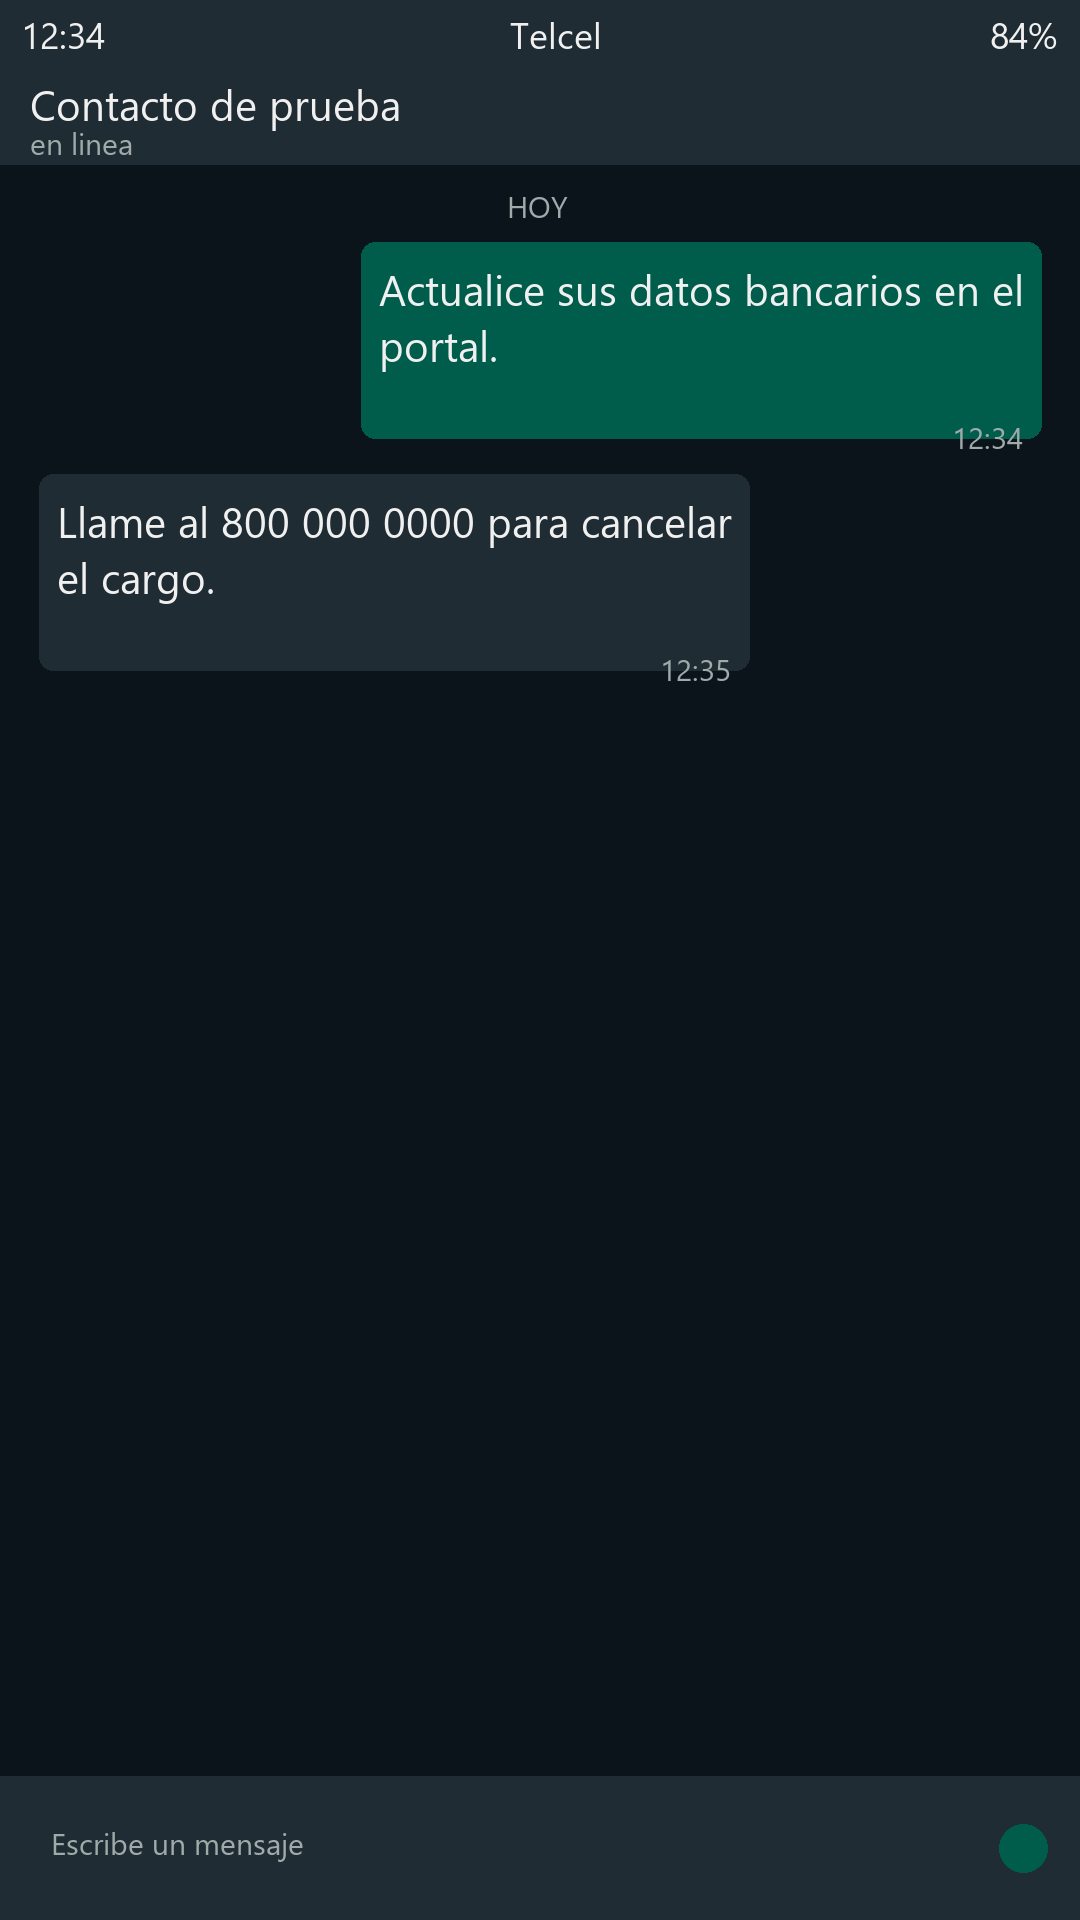 12:34 Telcel 84%
Contacto de prueba
en linea
HOY
Actualice sus datos bancarios en el
portal.
12:34
Llame al 800 000 0000 para cancelar
el cargo.
12:35
Escribe un mensaje